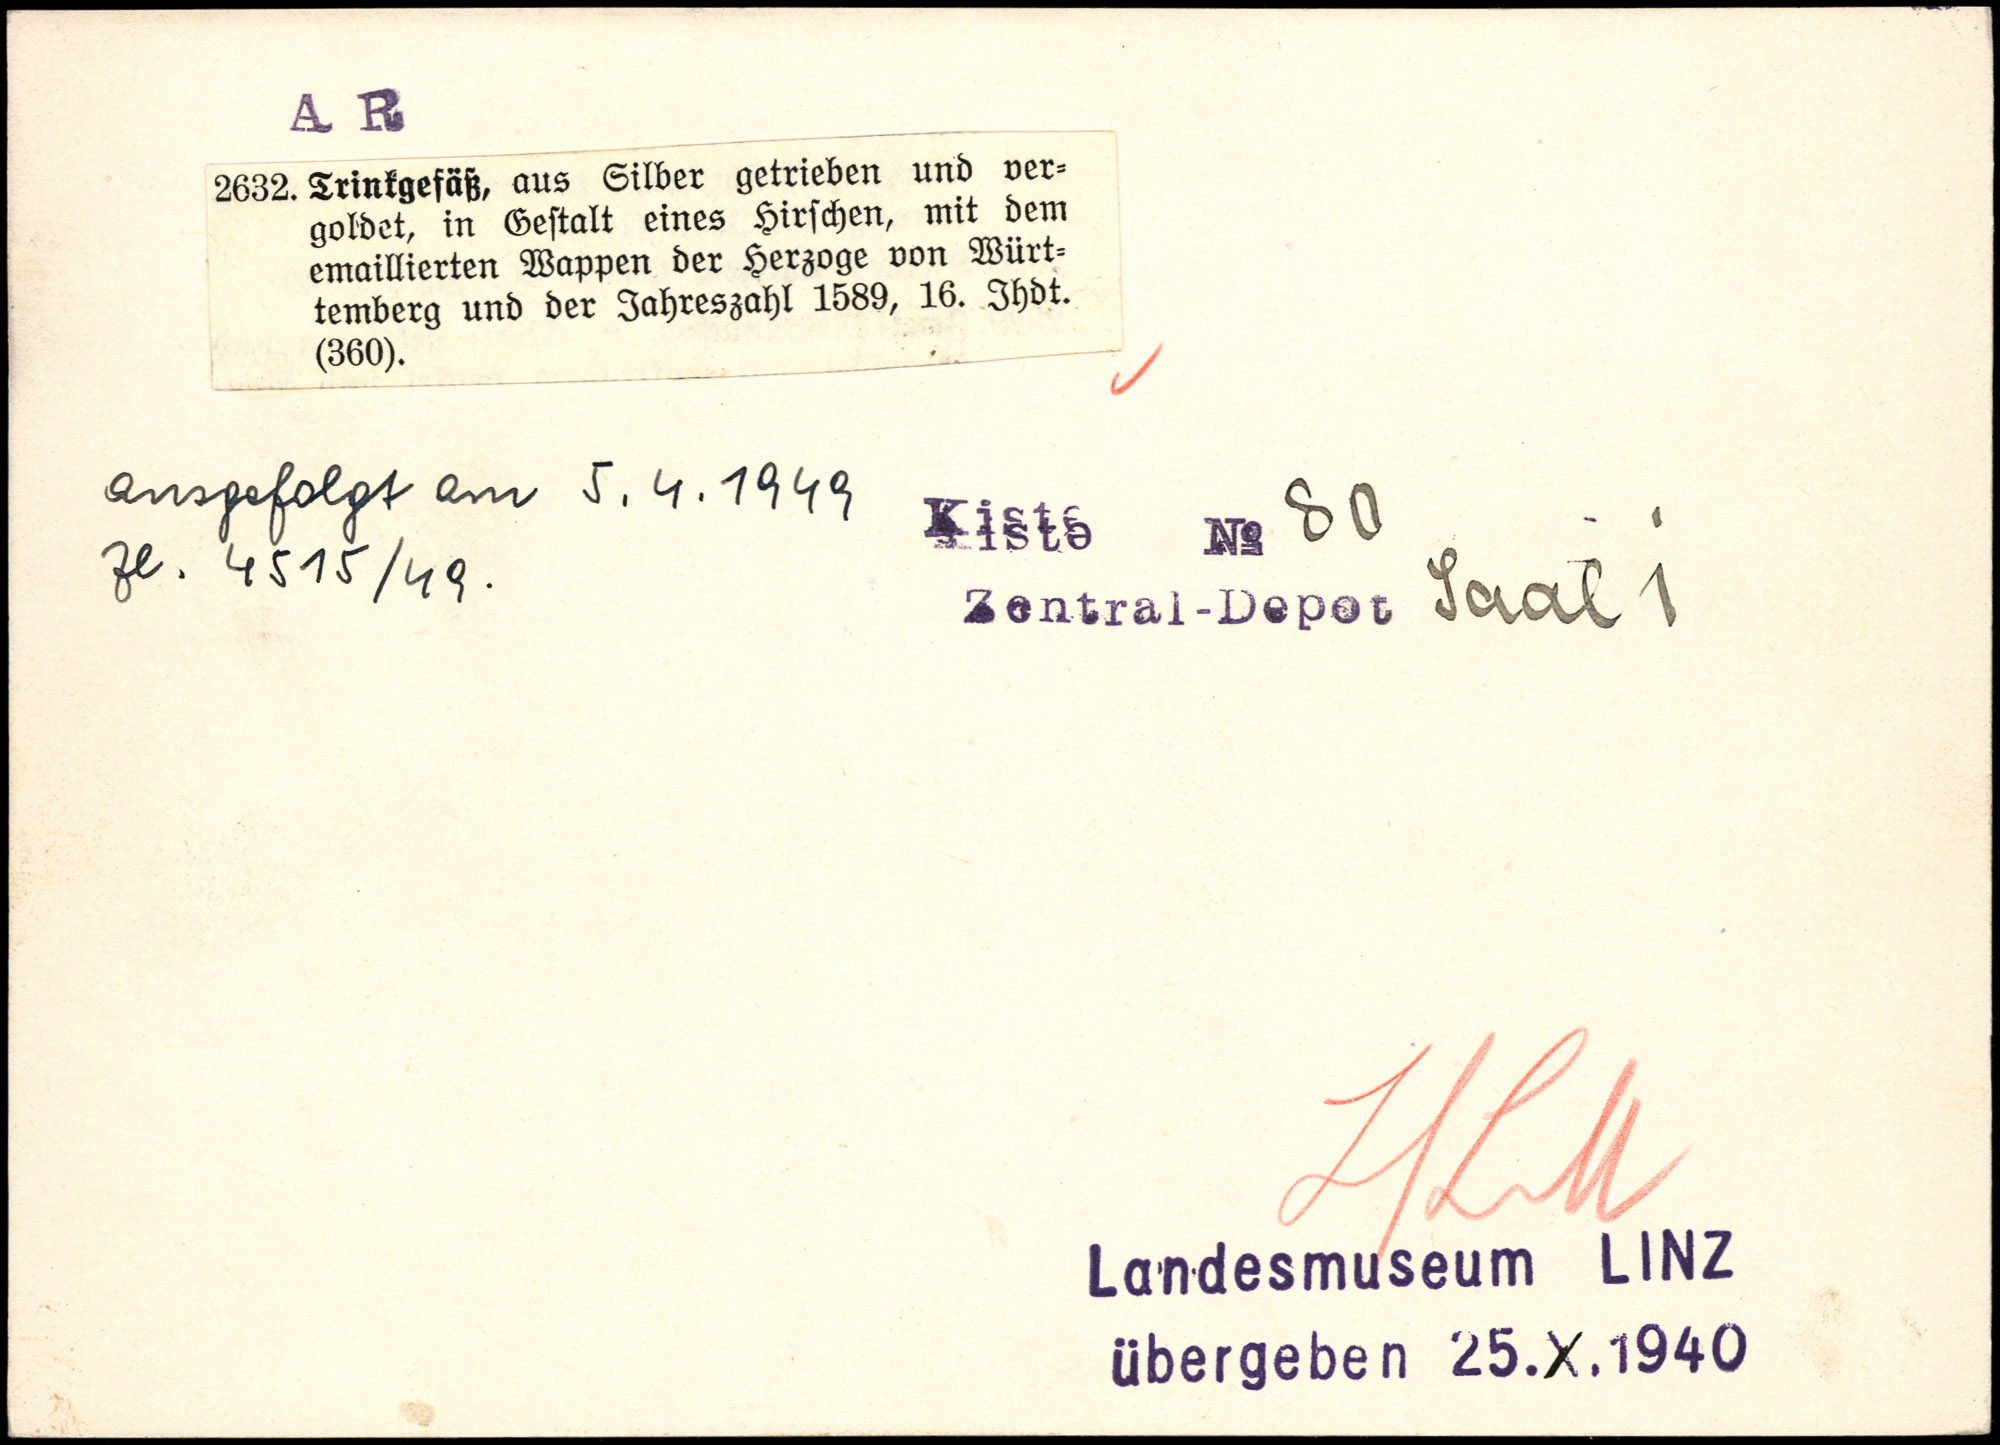 A R
2632. Trinkgefäß, aus Silber getrieben und ver=
goldet, in Gestalt eines Hirschen, mit dem
emaillierten Wappen der Herzoge von Würt=
temberg und der Jahreszahl 1589, 16. Jhdt.
(360).
ausgefolgt am 5.4.1949
Zl. 4515/49.
Kiste № 80
Zentral-Depot Saal I
Landesmuseum LINZ
übergeben 25.X.1940